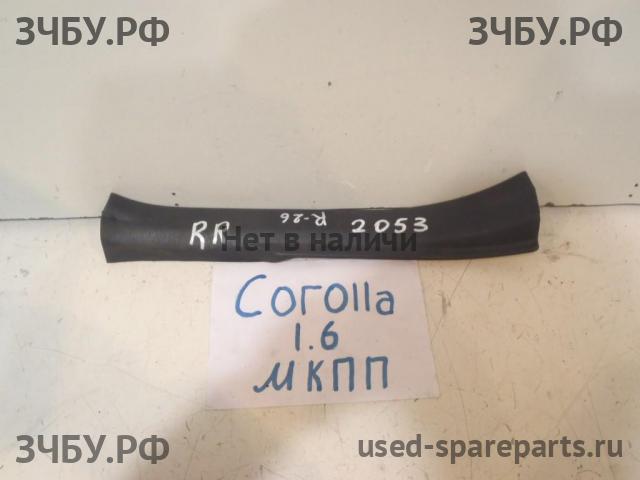 ЗЧБУ.РФ ЗЧБУ.РФ
RR R-26 2053
Нет в наличи
Corolla
1.6
МКПП
ЗЧБУ.РФ used-spareparts.ru